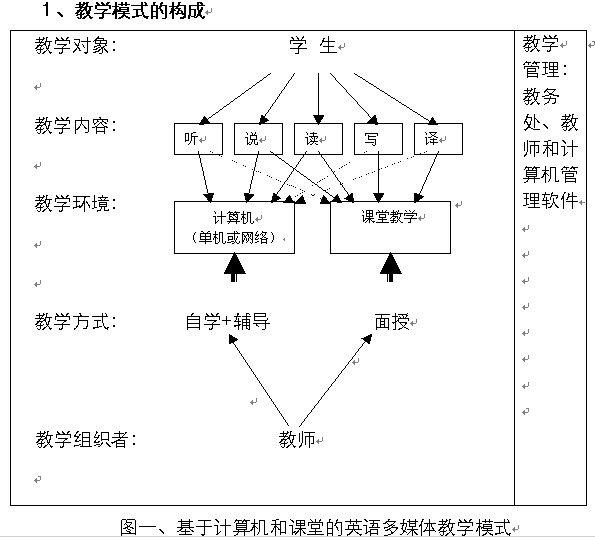 1、教学模式的构成
教学对象：
学 生
教学内容：
听
说
读
写
译
教学环境：
计算机
（单机或网络）
课堂教学
教学方式：
自学+辅导
面授
教学组织者：
教师
教学
管理：
教务
处、教
师和计
算机管
理软件
图一、基于计算机和课堂的英语多媒体教学模式